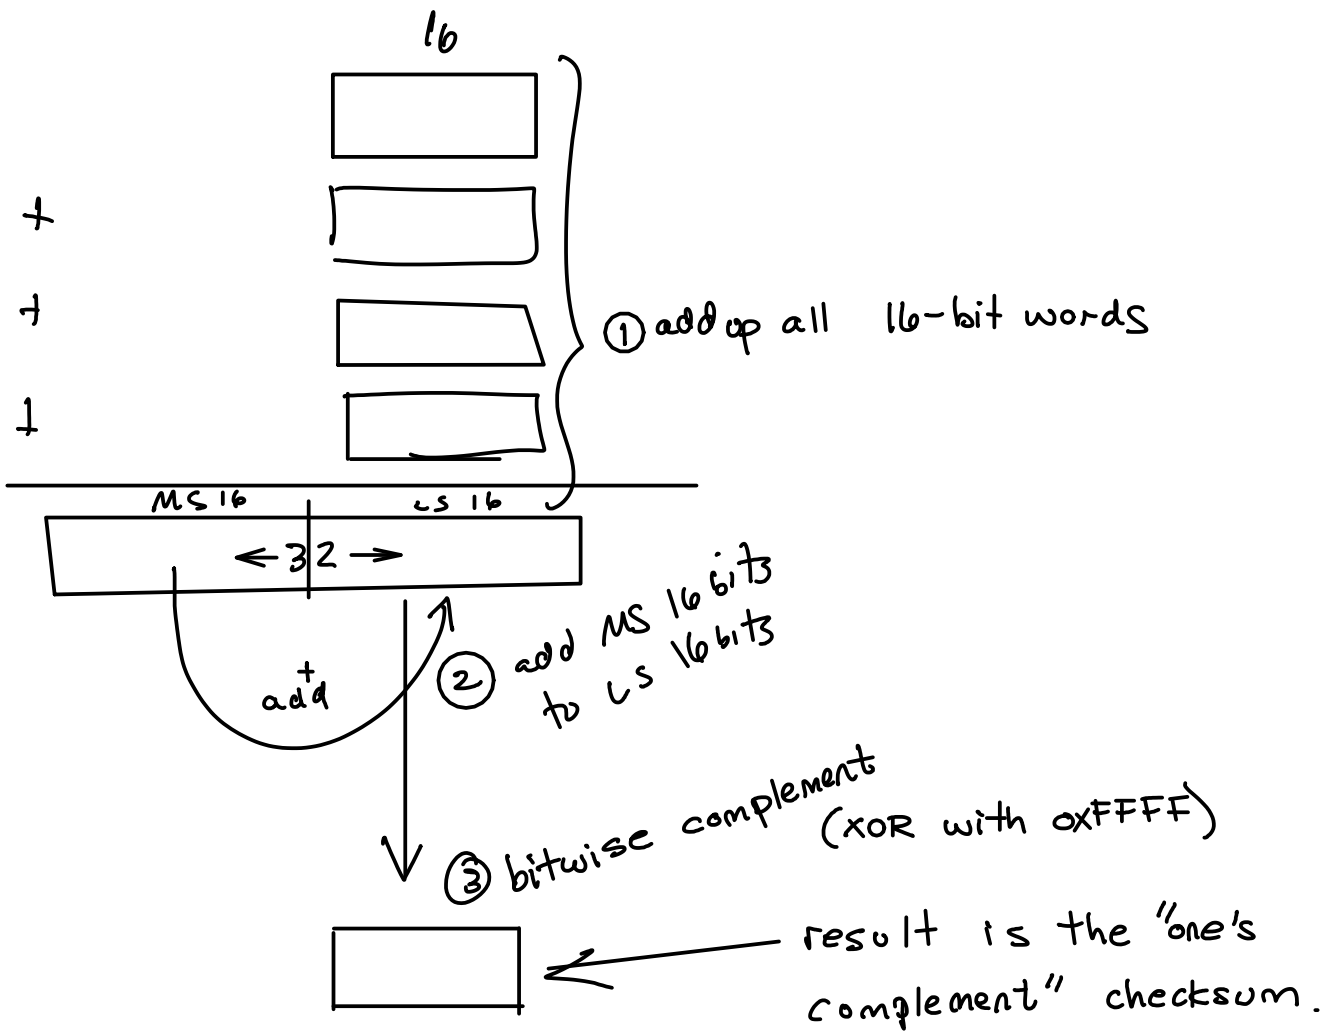 16
+
+
+
① add up all 16-bit words
MS 16 LS 16
← 32 →
+
add
② add MS 16 bits
to LS 16 bits
③ bitwise complement
(XOR with 0xFFFF)
result is the "one's
complement" checksum.